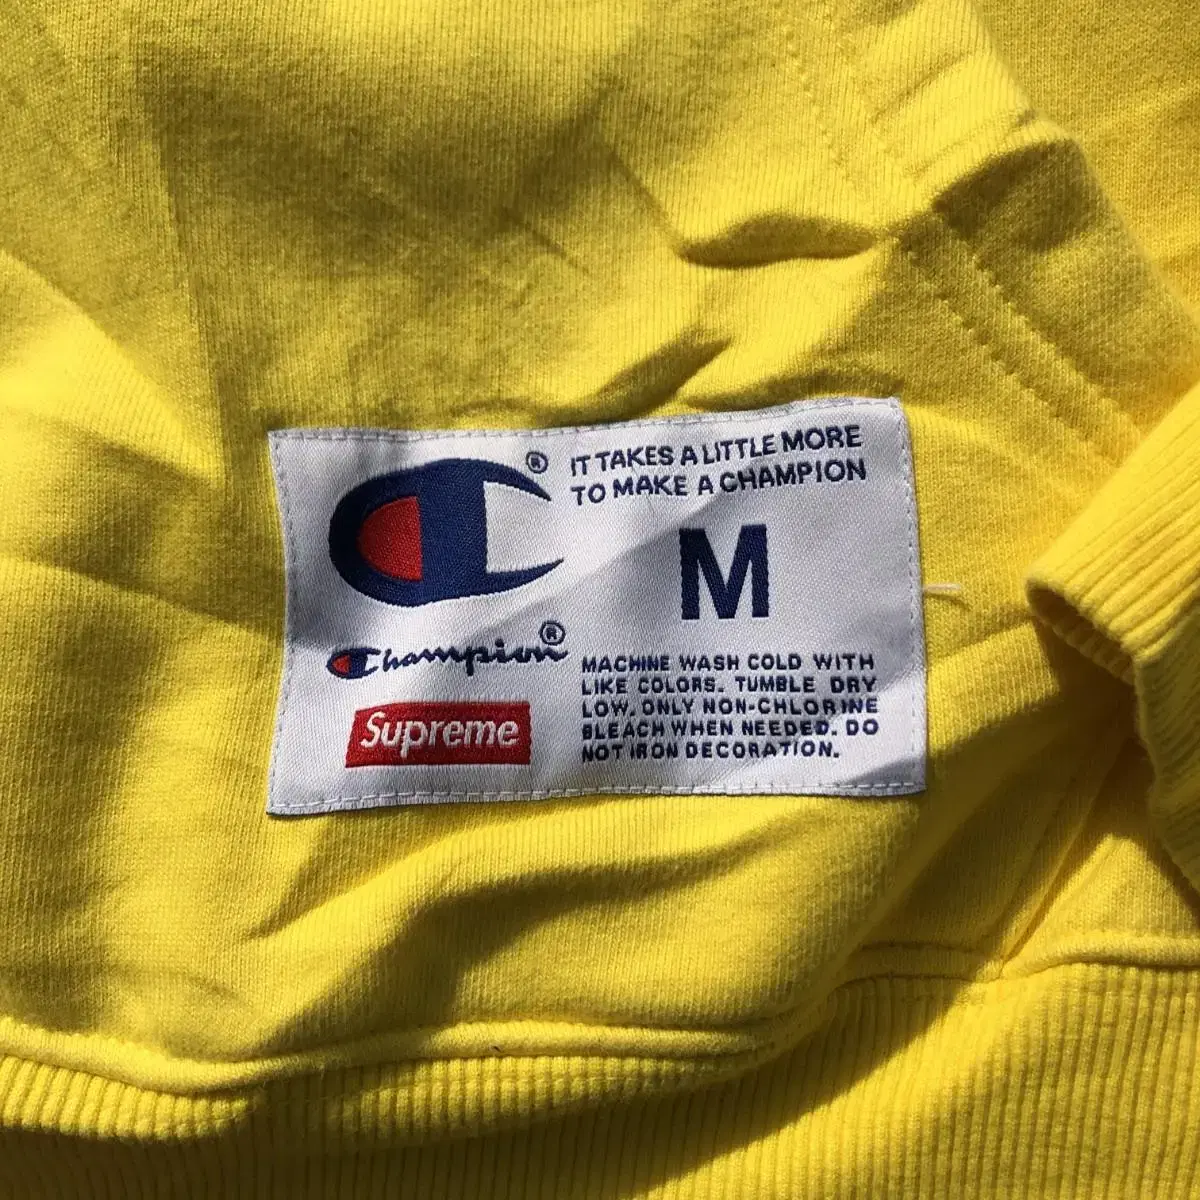 ®
IT TAKES A LITTLE MORE
TO MAKE A CHAMPION
M
Champion®
Supreme
MACHINE WASH COLD WITH
LIKE COLORS. TUMBLE DRY
LOW. ONLY NON-CHLORINE
BLEACH WHEN NEEDED. DO
NOT IRON DECORATION.